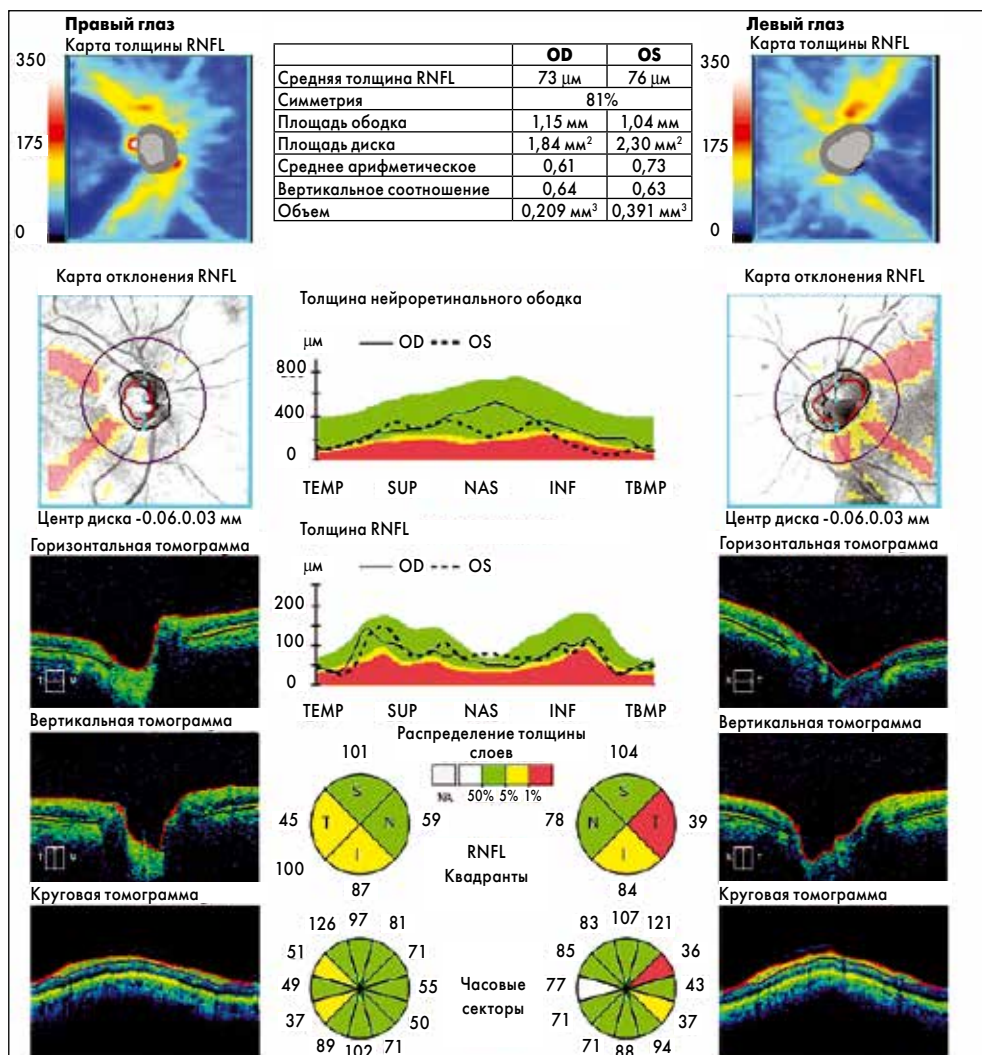 Правый глаз
Карта толщины RNFL
350
175
0
Левый глаз
Карта толщины RNFL
350
175
0
OD OS
Средняя толщина RNFL 73 μм 76 μм
Симметрия 81%
Площадь ободка 1,15 мм 1,04 мм
Площадь диска 1,84 мм² 2,30 мм²
Среднее арифметическое 0,61 0,73
Вертикальное соотношение 0,64 0,63
Объем 0,209 мм³ 0,391 мм³
Карта отклонения RNFL
Центр диска -0.06.0.03 мм
Толщина нейроретинального ободка
μм OD OS
800
400
0
TEMP SUP NAS INF TBMP
Карта отклонения RNFL
Центр диска -0.06.0.03 мм
Горизонтальная томограмма
Толщина RNFL
μм OD OS
200
100
0
TEMP SUP NAS INF TBMP
Горизонтальная томограмма
Вертикальная томограмма
Распределение толщины
слоев
50% 5% 1%
101
S
45 T N 59
I
100
87
RNFL
Квадранты
104
S
78 N T 39
I
84
Вертикальная томограмма
Круговая томограмма
126 97 81
51 71
49 55
37 50
89 102 71
Часовые
секторы
83 107 121
85 36
77 43
71 37
71 88 94
Круговая томограмма